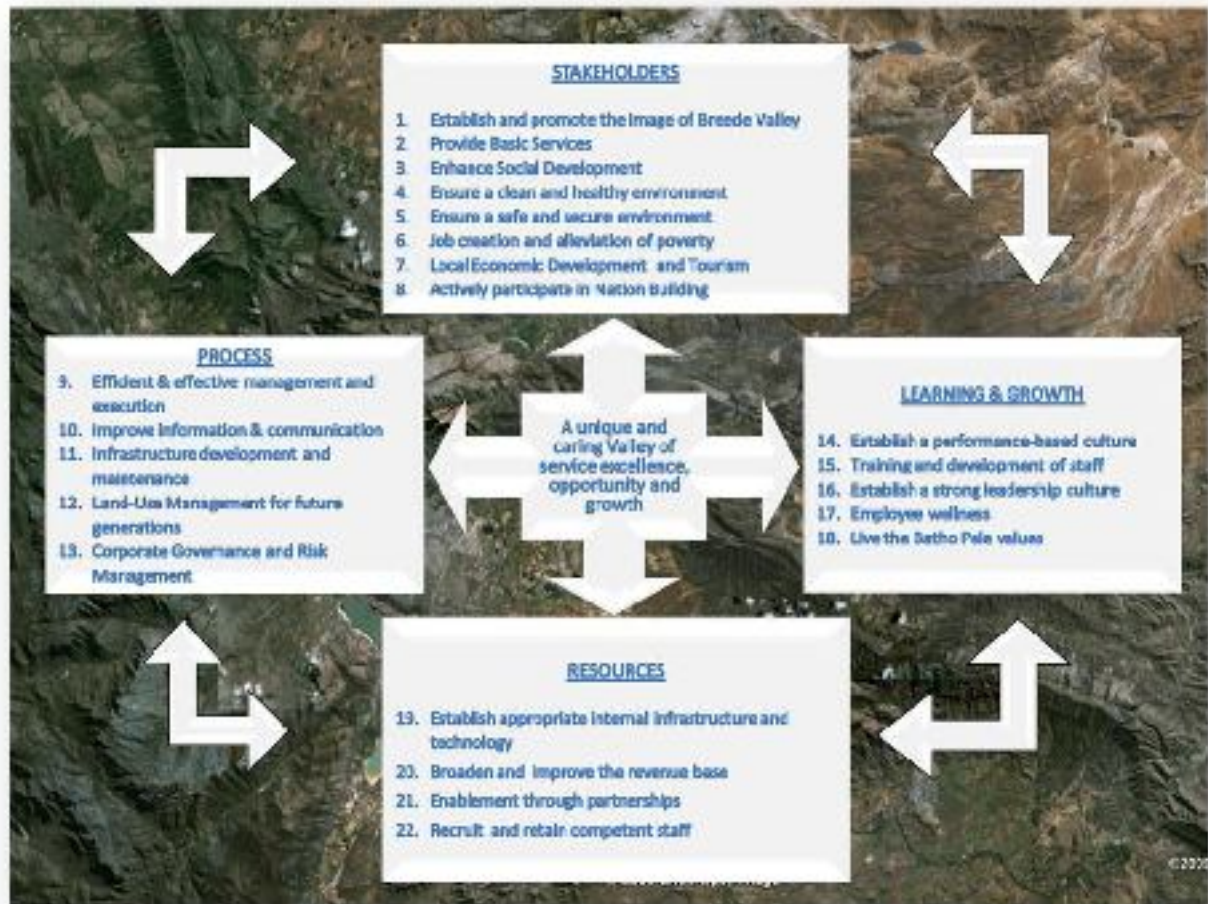 STAKEHOLDERS
1. Establish and promote the Image of Breede Valley
2. Provide Basic Services
3. Enhance Social Development
4. Ensure a clean and healthy environment
5. Ensure a safe and secure environment
6. Job creation and alleviation of poverty
7. Local Economic Development and Tourism
8. Actively participate in Nation Building
PROCESS
9. Efficient & effective management and
execution
10. Improve information & communication
11. Infrastructure development and
maintenance
12. Land-Use Management for future
generations
13. Corporate Governance and Risk
Management
A unique and
caring Valley of
service excellence,
opportunity and
growth
LEARNING & GROWTH
14. Establish a performance-based culture
15. Training and development of staff
16. Establish a strong leadership culture
17. Employee wellness
18. Live the Batho Pele values
RESOURCES
19. Establish appropriate internal infrastructure and
technology
20. Broaden and improve the revenue base
21. Enablement through partnerships
22. Recruit and retain competent staff